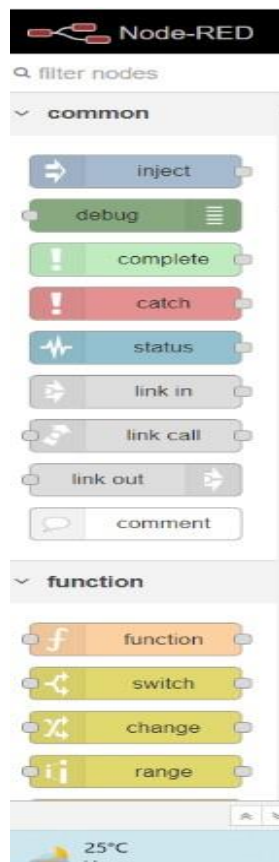 Node-RED
filter nodes
common
inject
debug
complete
catch
status
link in
link call
link out
comment
function
function
switch
change
range
25°C